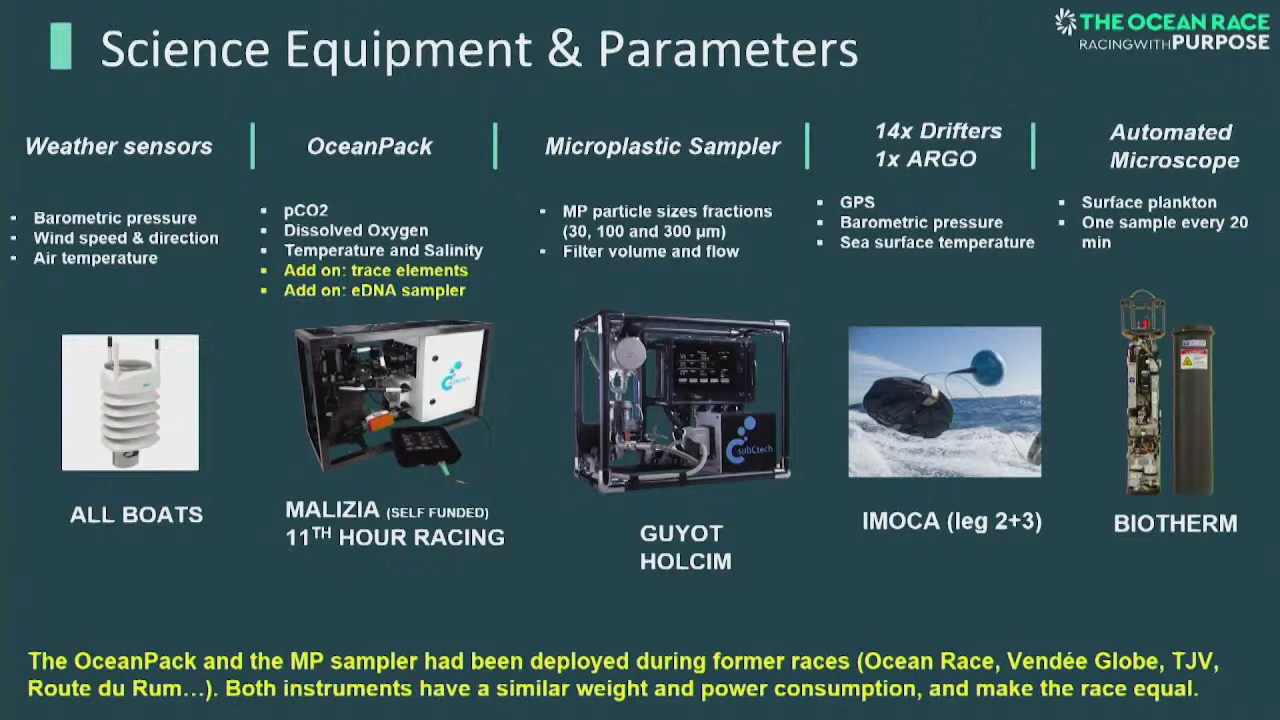 Science Equipment & Parameters
THE OCEAN RACE
RACINGWITHPURPOSE
Weather sensors
▪ Barometric pressure
▪ Wind speed & direction
▪ Air temperature
ALL BOATS
OceanPack
▪ pCO2
▪ Dissolved Oxygen
▪ Temperature and Salinity
▪ Add on: trace elements
▪ Add on: eDNA sampler
subCtech
MALIZIA (SELF FUNDED)
11TH HOUR RACING
Microplastic Sampler
▪ MP particle sizes fractions
(30, 100 and 300 µm)
▪ Filter volume and flow
subCtech
GUYOT
HOLCIM
14x Drifters
1x ARGO
▪ GPS
▪ Barometric pressure
▪ Sea surface temperature
IMOCA (leg 2+3)
Automated
Microscope
▪ Surface plankton
▪ One sample every 20
min
BIOTHERM
The OceanPack and the MP sampler had been deployed during former races (Ocean Race, Vendée Globe, TJV,
Route du Rum…). Both instruments have a similar weight and power consumption, and make the race equal.